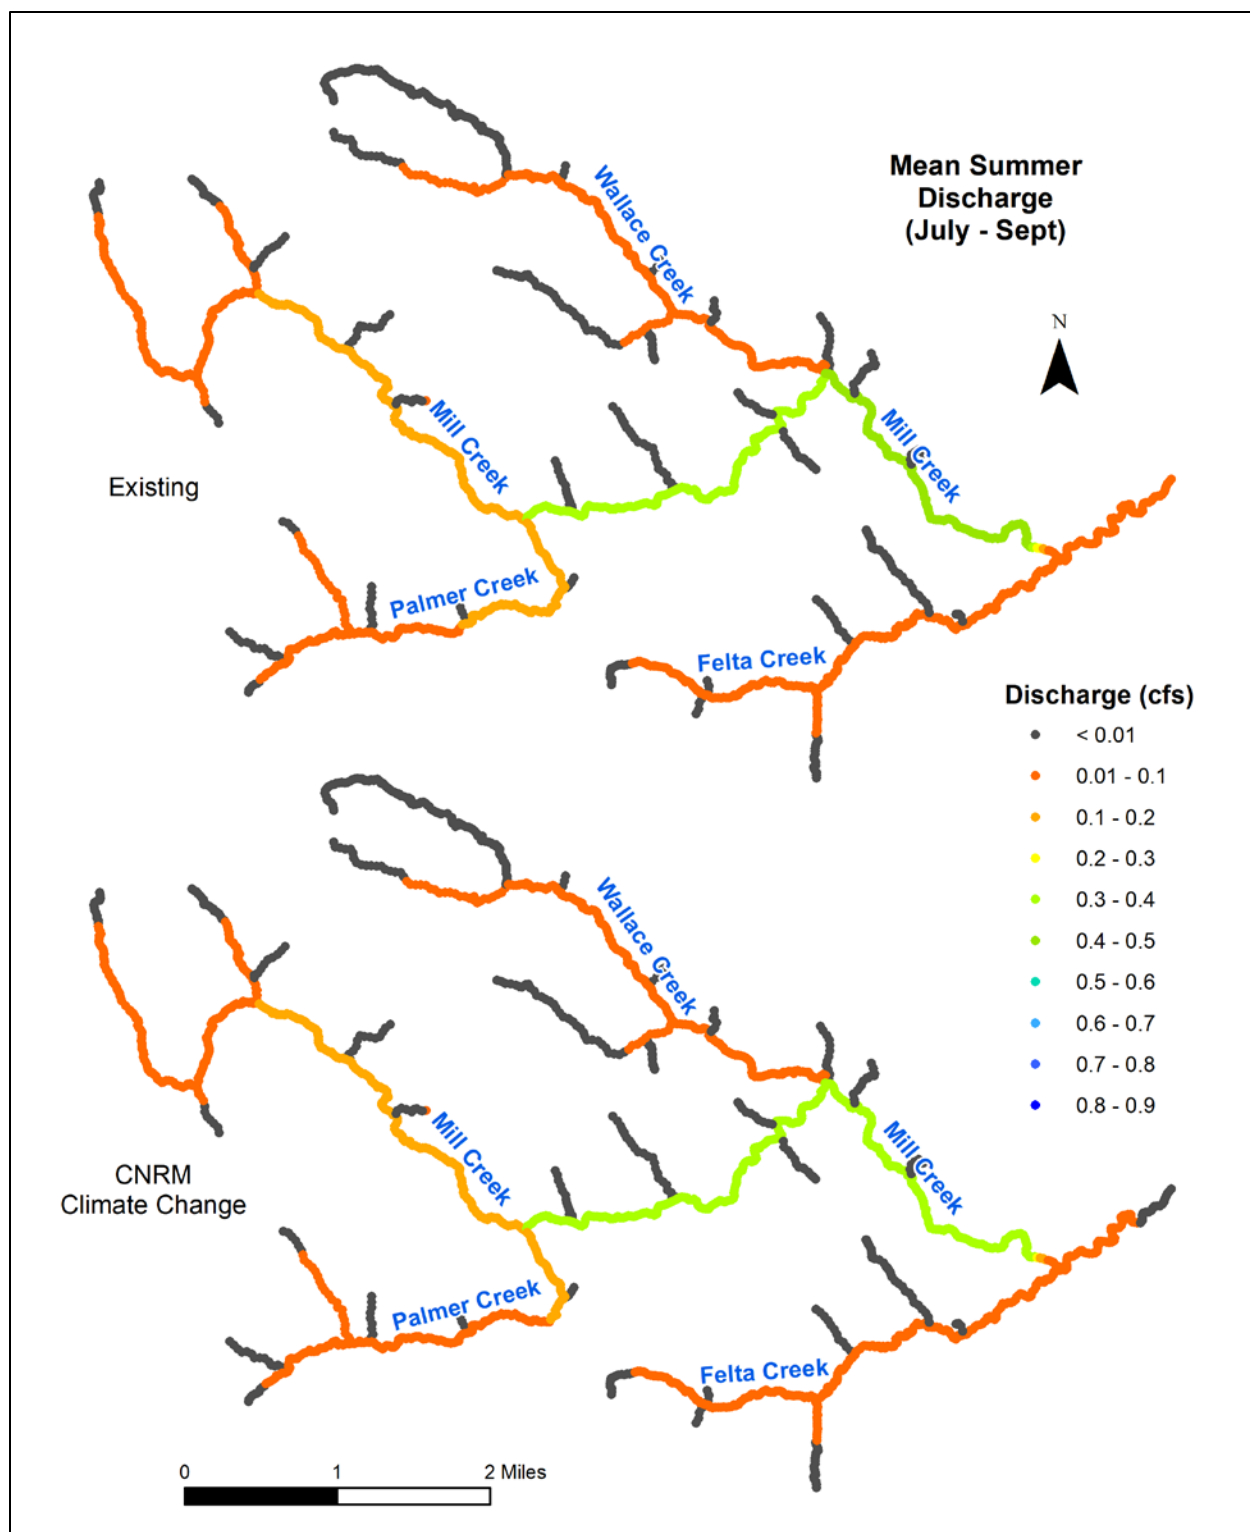 Mean Summer
Discharge
(July - Sept)
N
Wallace Creek
Mill Creek
Mill Creek
Existing
Palmer Creek
Felta Creek
Discharge (cfs)
< 0.01
0.01 - 0.1
0.1 - 0.2
0.2 - 0.3
0.3 - 0.4
0.4 - 0.5
0.5 - 0.6
0.6 - 0.7
0.7 - 0.8
0.8 - 0.9
Wallace Creek
Mill Creek
Mill Creek
CNRM
Climate Change
Palmer Creek
Felta Creek
0 1 2 Miles